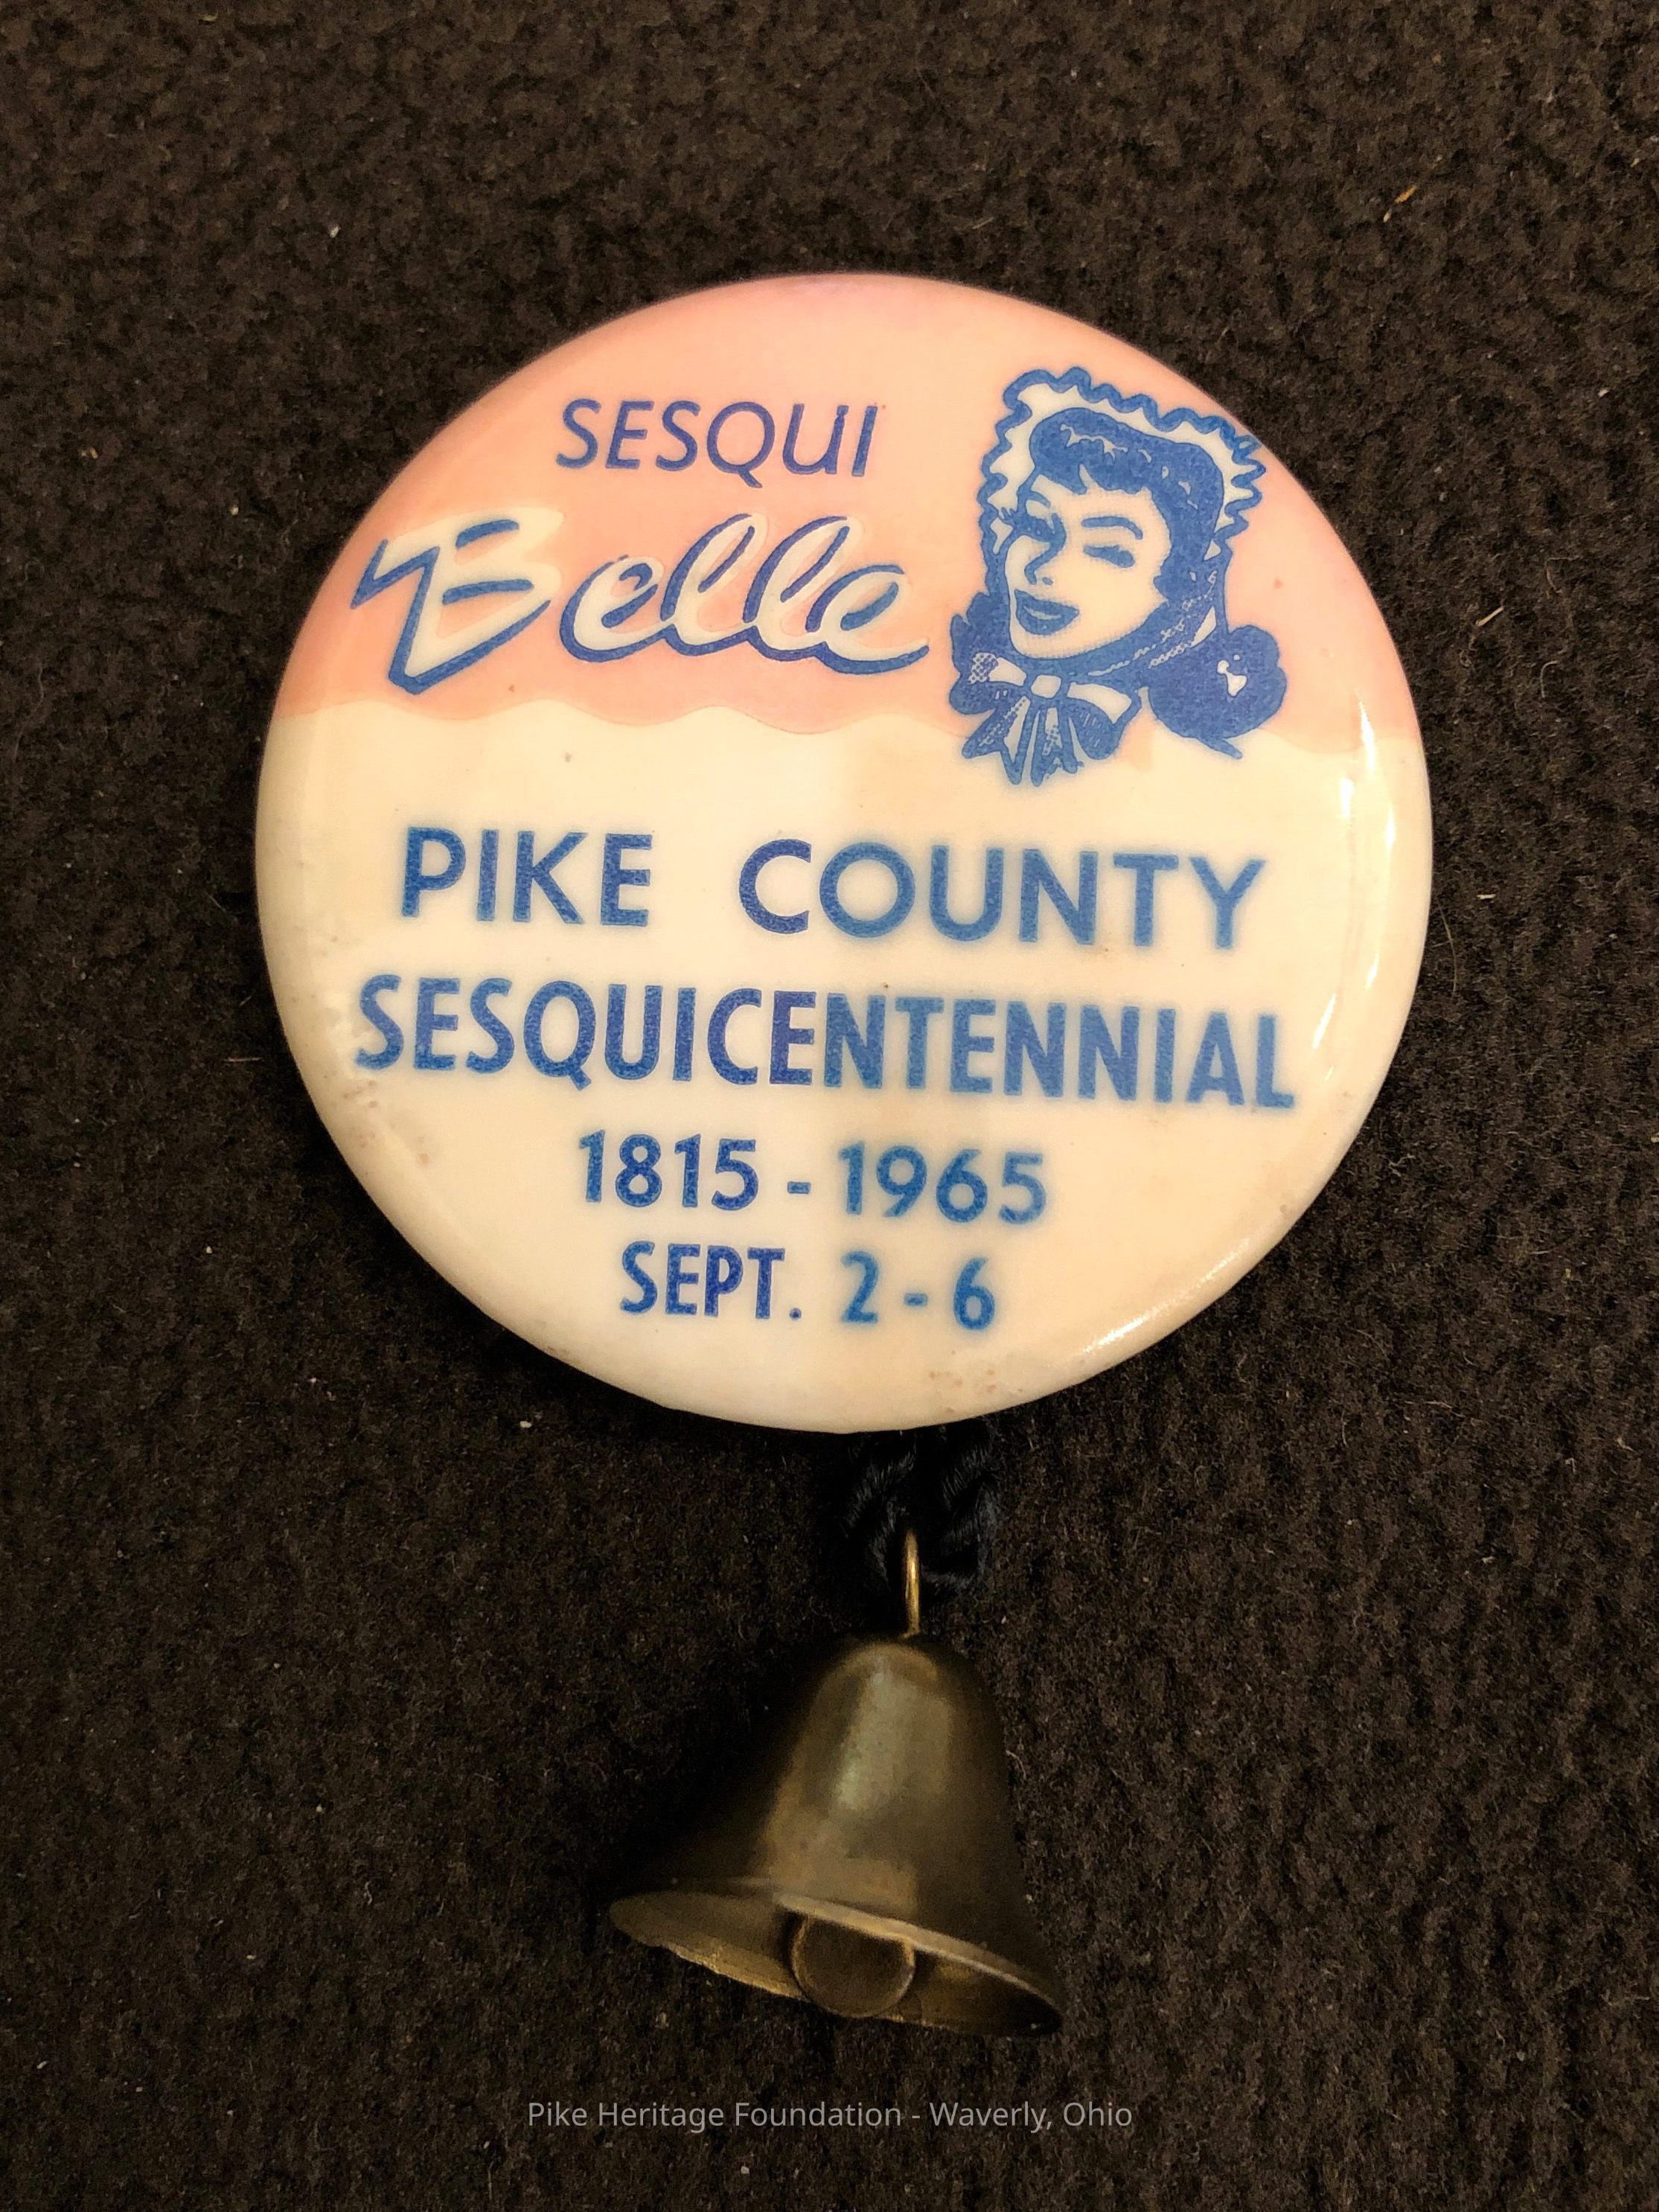 SESQUI
Belle
PIKE COUNTY
SESQUICENTENNIAL
1815 - 1965
SEPT. 2 - 6
Pike Heritage Foundation - Waverly, Ohio